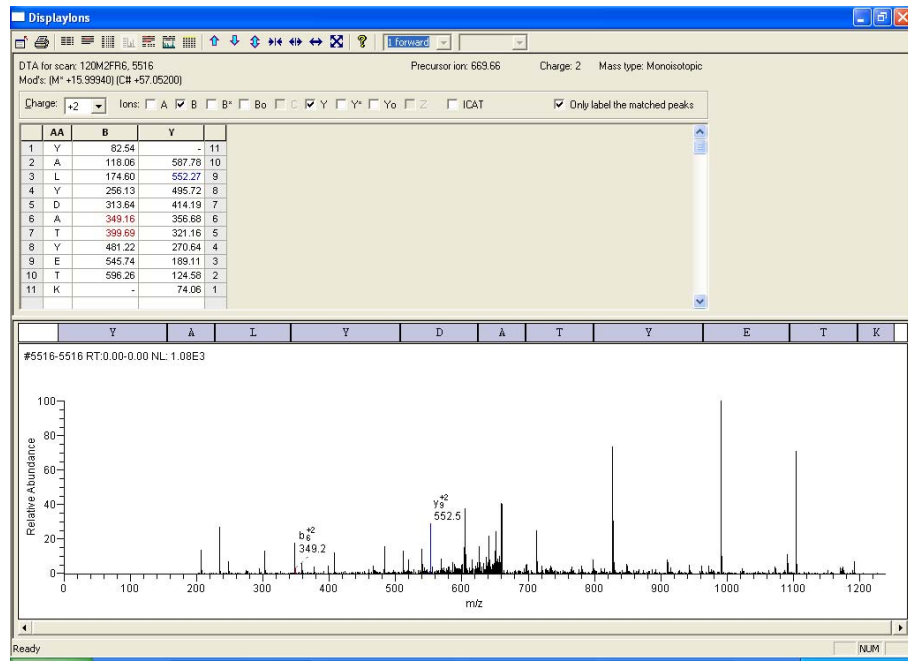 DisplayIons
1 forward
DTA for scan: 120M2FR6, 5516 Precursor ion: 669.66 Charge: 2 Mass type: Monoisotopic
Mod's: (M* +15.99940) (C# +57.05200)
Charge: +2 Ions: A B B* Bo C Y Y* Yo Z ICAT Only label the matched peaks
AA B Y
1 Y 82.54 - 11
2 A 118.06 587.78 10
3 L 174.60 552.27 9
4 Y 256.13 495.72 8
5 D 313.64 414.19 7
6 A 349.16 356.68 6
7 T 399.69 321.16 5
8 Y 481.22 270.64 4
9 E 545.74 189.11 3
10 T 596.26 124.58 2
11 K - 74.06 1
Y A L Y D A T Y E T K
#5516-5516 RT:0.00-0.00 NL: 1.08E3
100
80
60
40
20
0
Relative Abundance
y9+2
552.5
b6+2
349.2
0 100 200 300 400 500 600 700 800 900 1000 1100 1200
m/z
Ready NUM